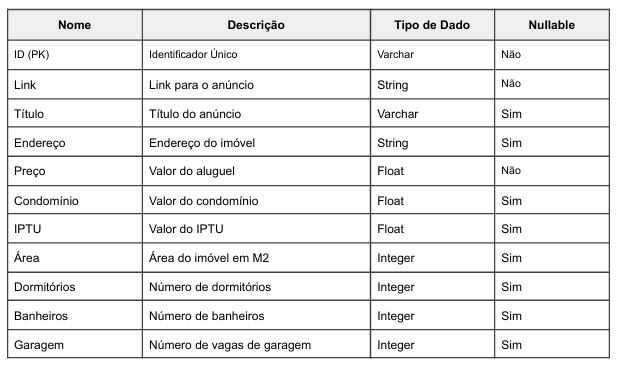 Nome Descrição Tipo de Dado Nullable
ID (PK) Identificador Único Varchar Não
Link Link para o anúncio String Não
Título Título do anúncio Varchar Sim
Endereço Endereço do imóvel String Sim
Preço Valor do aluguel Float Não
Condomínio Valor do condomínio Float Sim
IPTU Valor do IPTU Float Sim
Área Área do imóvel em M2 Integer Sim
Dormitórios Número de dormitórios Integer Sim
Banheiros Número de banheiros Integer Sim
Garagem Número de vagas de garagem Integer Sim